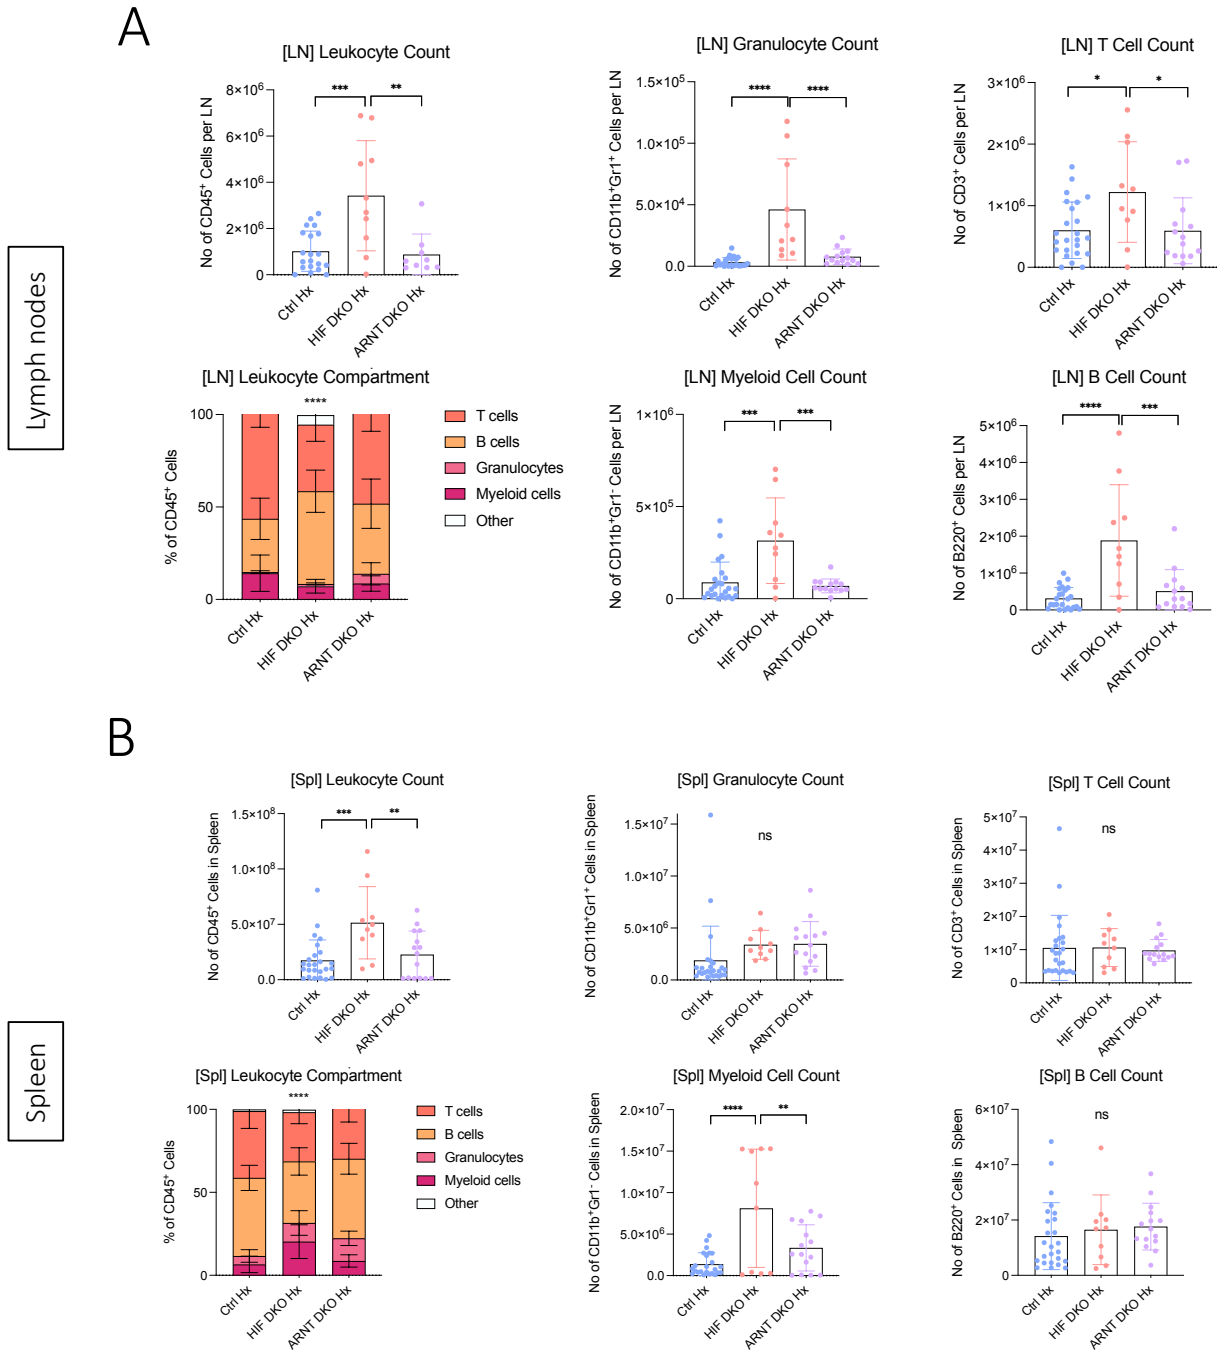 A
Lymph nodes
[LN] Leukocyte Count
No of CD45⁺ Cells per LN
8×10⁶
6×10⁶
4×10⁶
2×10⁶
0
***
**
Ctrl Hx
HIF DKO Hx
ARNT DKO Hx
[LN] Granulocyte Count
No of CD11b⁺Gr1⁺ Cells per LN
1.5×10⁵
1.0×10⁵
5.0×10⁴
0.0
****
****
Ctrl Hx
HIF DKO Hx
ARNT DKO Hx
[LN] T Cell Count
No of CD3⁺ Cells per LN
3×10⁶
2×10⁶
1×10⁶
0
*
*
Ctrl Hx
HIF DKO Hx
ARNT DKO Hx
[LN] Leukocyte Compartment
% of CD45⁺ Cells
100
50
0
****
Ctrl Hx
HIF DKO Hx
ARNT DKO Hx
T cells
B cells
Granulocytes
Myeloid cells
Other
[LN] Myeloid Cell Count
No of CD11b⁺Gr1⁻ Cells per LN
1×10⁶
5×10⁵
0
***
***
Ctrl Hx
HIF DKO Hx
ARNT DKO Hx
[LN] B Cell Count
No of B220⁺ Cells per LN
5×10⁶
4×10⁶
3×10⁶
2×10⁶
1×10⁶
0
****
***
Ctrl Hx
HIF DKO Hx
ARNT DKO Hx
B
Spleen
[Spl] Leukocyte Count
No of CD45⁺ Cells in Spleen
1.5×10⁸
1.0×10⁸
5.0×10⁷
0.0
***
**
Ctrl Hx
HIF DKO Hx
ARNT DKO Hx
[Spl] Granulocyte Count
No of CD11b⁺Gr1⁺ Cells in Spleen
1.5×10⁷
1.0×10⁷
5.0×10⁶
0.0
ns
Ctrl Hx
HIF DKO Hx
ARNT DKO Hx
[Spl] T Cell Count
No of CD3⁺ Cells in Spleen
5×10⁷
4×10⁷
3×10⁷
2×10⁷
1×10⁷
0
ns
Ctrl Hx
HIF DKO Hx
ARNT DKO Hx
[Spl] Leukocyte Compartment
% of CD45⁺ Cells
100
50
0
****
Ctrl Hx
HIF DKO Hx
ARNT DKO Hx
T cells
B cells
Granulocytes
Myeloid cells
Other
[Spl] Myeloid Cell Count
No of CD11b⁺Gr1⁻ Cells in Spleen
2.0×10⁷
1.5×10⁷
1.0×10⁷
5.0×10⁶
0.0
****
**
Ctrl Hx
HIF DKO Hx
ARNT DKO Hx
[Spl] B Cell Count
No of B220⁺ Cells in Spleen
6×10⁷
4×10⁷
2×10⁷
0
ns
Ctrl Hx
HIF DKO Hx
ARNT DKO Hx